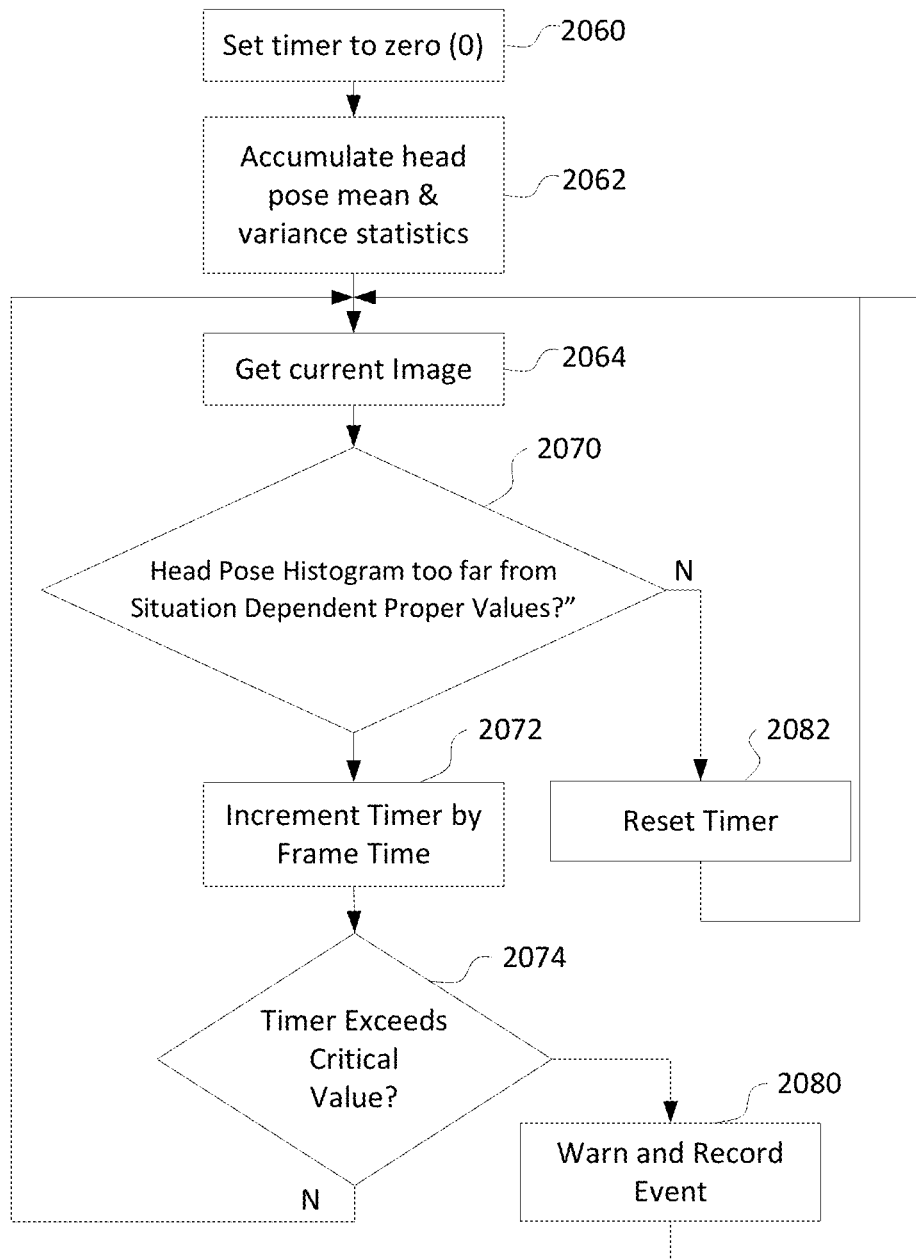 Set timer to zero (0)
2060
Accumulate head
pose mean &
variance statistics
2062
Get current Image
2064
2070
Head Pose Histogram too far from
Situation Dependent Proper Values?”
N
2072
Increment Timer by
Frame Time
2082
Reset Timer
2074
Timer Exceeds
Critical
Value?
N
2080
Warn and Record
Event